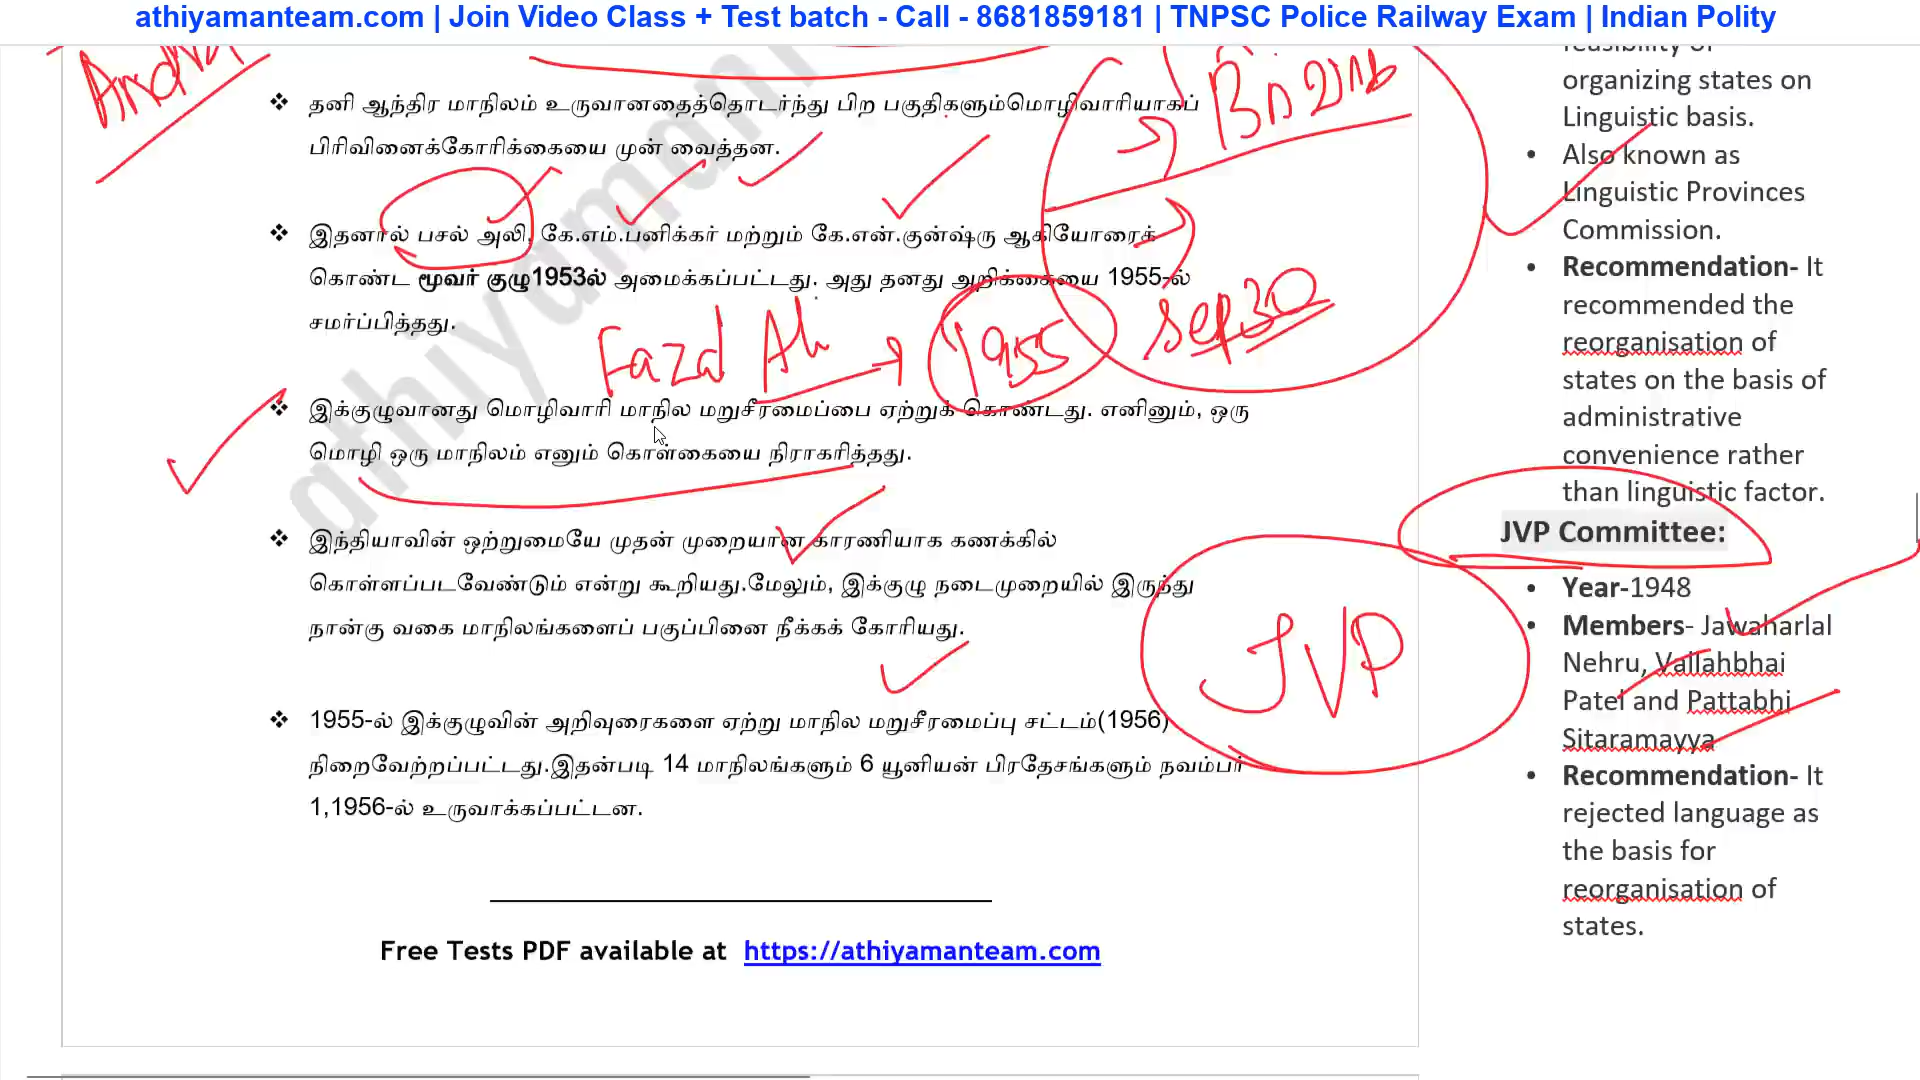 athiyamanteam.com | Join Video Class + Test batch - Call - 8681859181 | TNPSC Police Railway Exam | Indian Polity
Andhra
❖ தனி ஆந்திர மாநிலம் உருவானதைத்தொடர்ந்து பிற பகுதிகளும்மொழிவாரியாகப்
பிரிவினைக்கோரிக்கையை முன் வைத்தன.
❖ இதனால் பசல் அலி, கே.எம்.பனிக்கர் மற்றும் கே.என்.குன்ஷ்ரு ஆகியோரைக்
கொண்ட மூவர் குழு1953ல் அமைக்கப்பட்டது. அது தனது அறிக்கையை 1955-ல்
சமர்ப்பித்தது.
Fazal Ali → 1955
Sep 30
❖ இக்குழுவானது மொழிவாரி மாநில மறுசீரமைப்பை ஏற்றுக் கொண்டது. எனினும், ஒரு
மொழி ஒரு மாநிலம் எனும் கொள்கையை நிராகரித்தது.
❖ இந்தியாவின் ஒற்றுமையே முதன் முறையான காரணியாக கணக்கில்
கொள்ளப்படவேண்டும் என்று கூறியது.மேலும், இக்குழு நடைமுறையில் இருந்து
நான்கு வகை மாநிலங்களைப் பகுப்பினை நீக்கக் கோரியது.
JVP
❖ 1955-ல் இக்குழுவின் அறிவுரைகளை ஏற்று மாநில மறுசீரமைப்பு சட்டம்(1956)
நிறைவேற்றப்பட்டது.இதன்படி 14 மாநிலங்களும் 6 யூனியன் பிரதேசங்களும் நவம்பர்
1,1956-ல் உருவாக்கப்பட்டன.
Free Tests PDF available at https://athiyamanteam.com
athiyaman
feasibility of
organizing states on
Linguistic basis.
• Also known as
Linguistic Provinces
Commission.
• Recommendation- It
recommended the
reorganisation of
states on the basis of
administrative
convenience rather
than linguistic factor.
JVP Committee:
• Year-1948
• Members- Jawaharlal
Nehru, Vallahbhai
Patel and Pattabhi
Sitaramayya
• Recommendation- It
rejected language as
the basis for
reorganisation of
states.